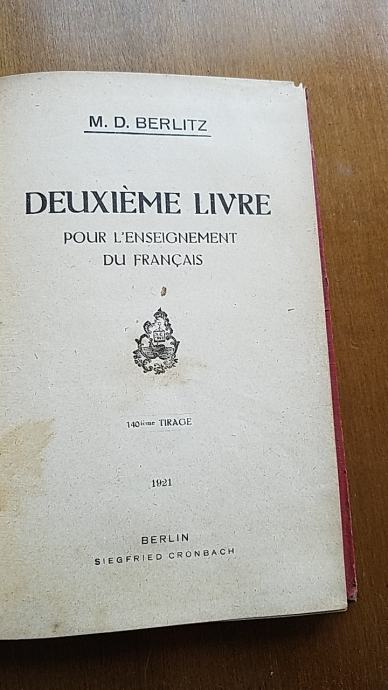 M. D. BERLITZ
DEUXIÈME LIVRE
POUR L'ENSEIGNEMENT
DU FRANÇAIS
140ième TIRAGE
1921
BERLIN
SIEGFRIED CRONBACH